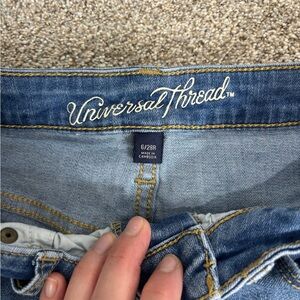 Universal Thread™
6/28R
MADE IN
CAMBODIA